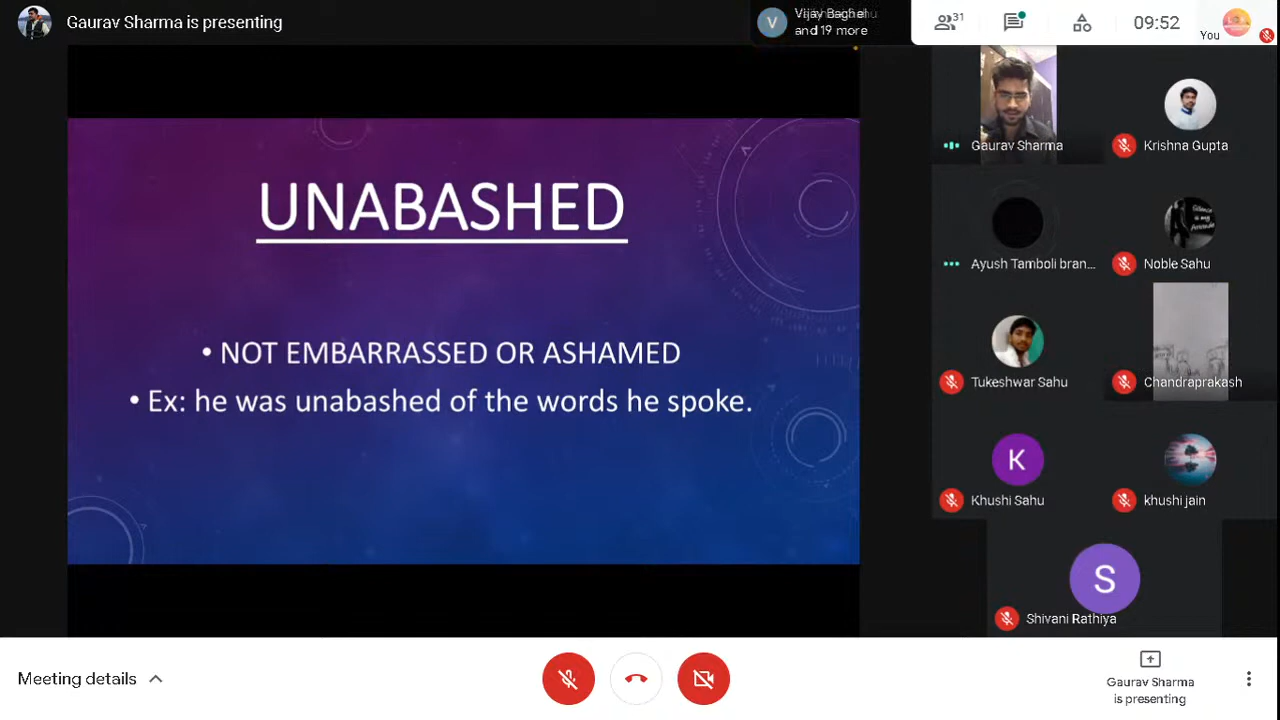 Gaurav Sharma is presenting
and 19 more
31
09:52
You
UNABASHED
• NOT EMBARRASSED OR ASHAMED
• Ex: he was unabashed of the words he spoke.
Gaurav Sharma
Krishna Gupta
Ayush Tamboli bran...
Noble Sahu
Tukeshwar Sahu
Chandraprakash
K
Khushi Sahu
khushi jain
S
Shivani Rathiya
V
Meeting details
Gaurav Sharma
is presenting